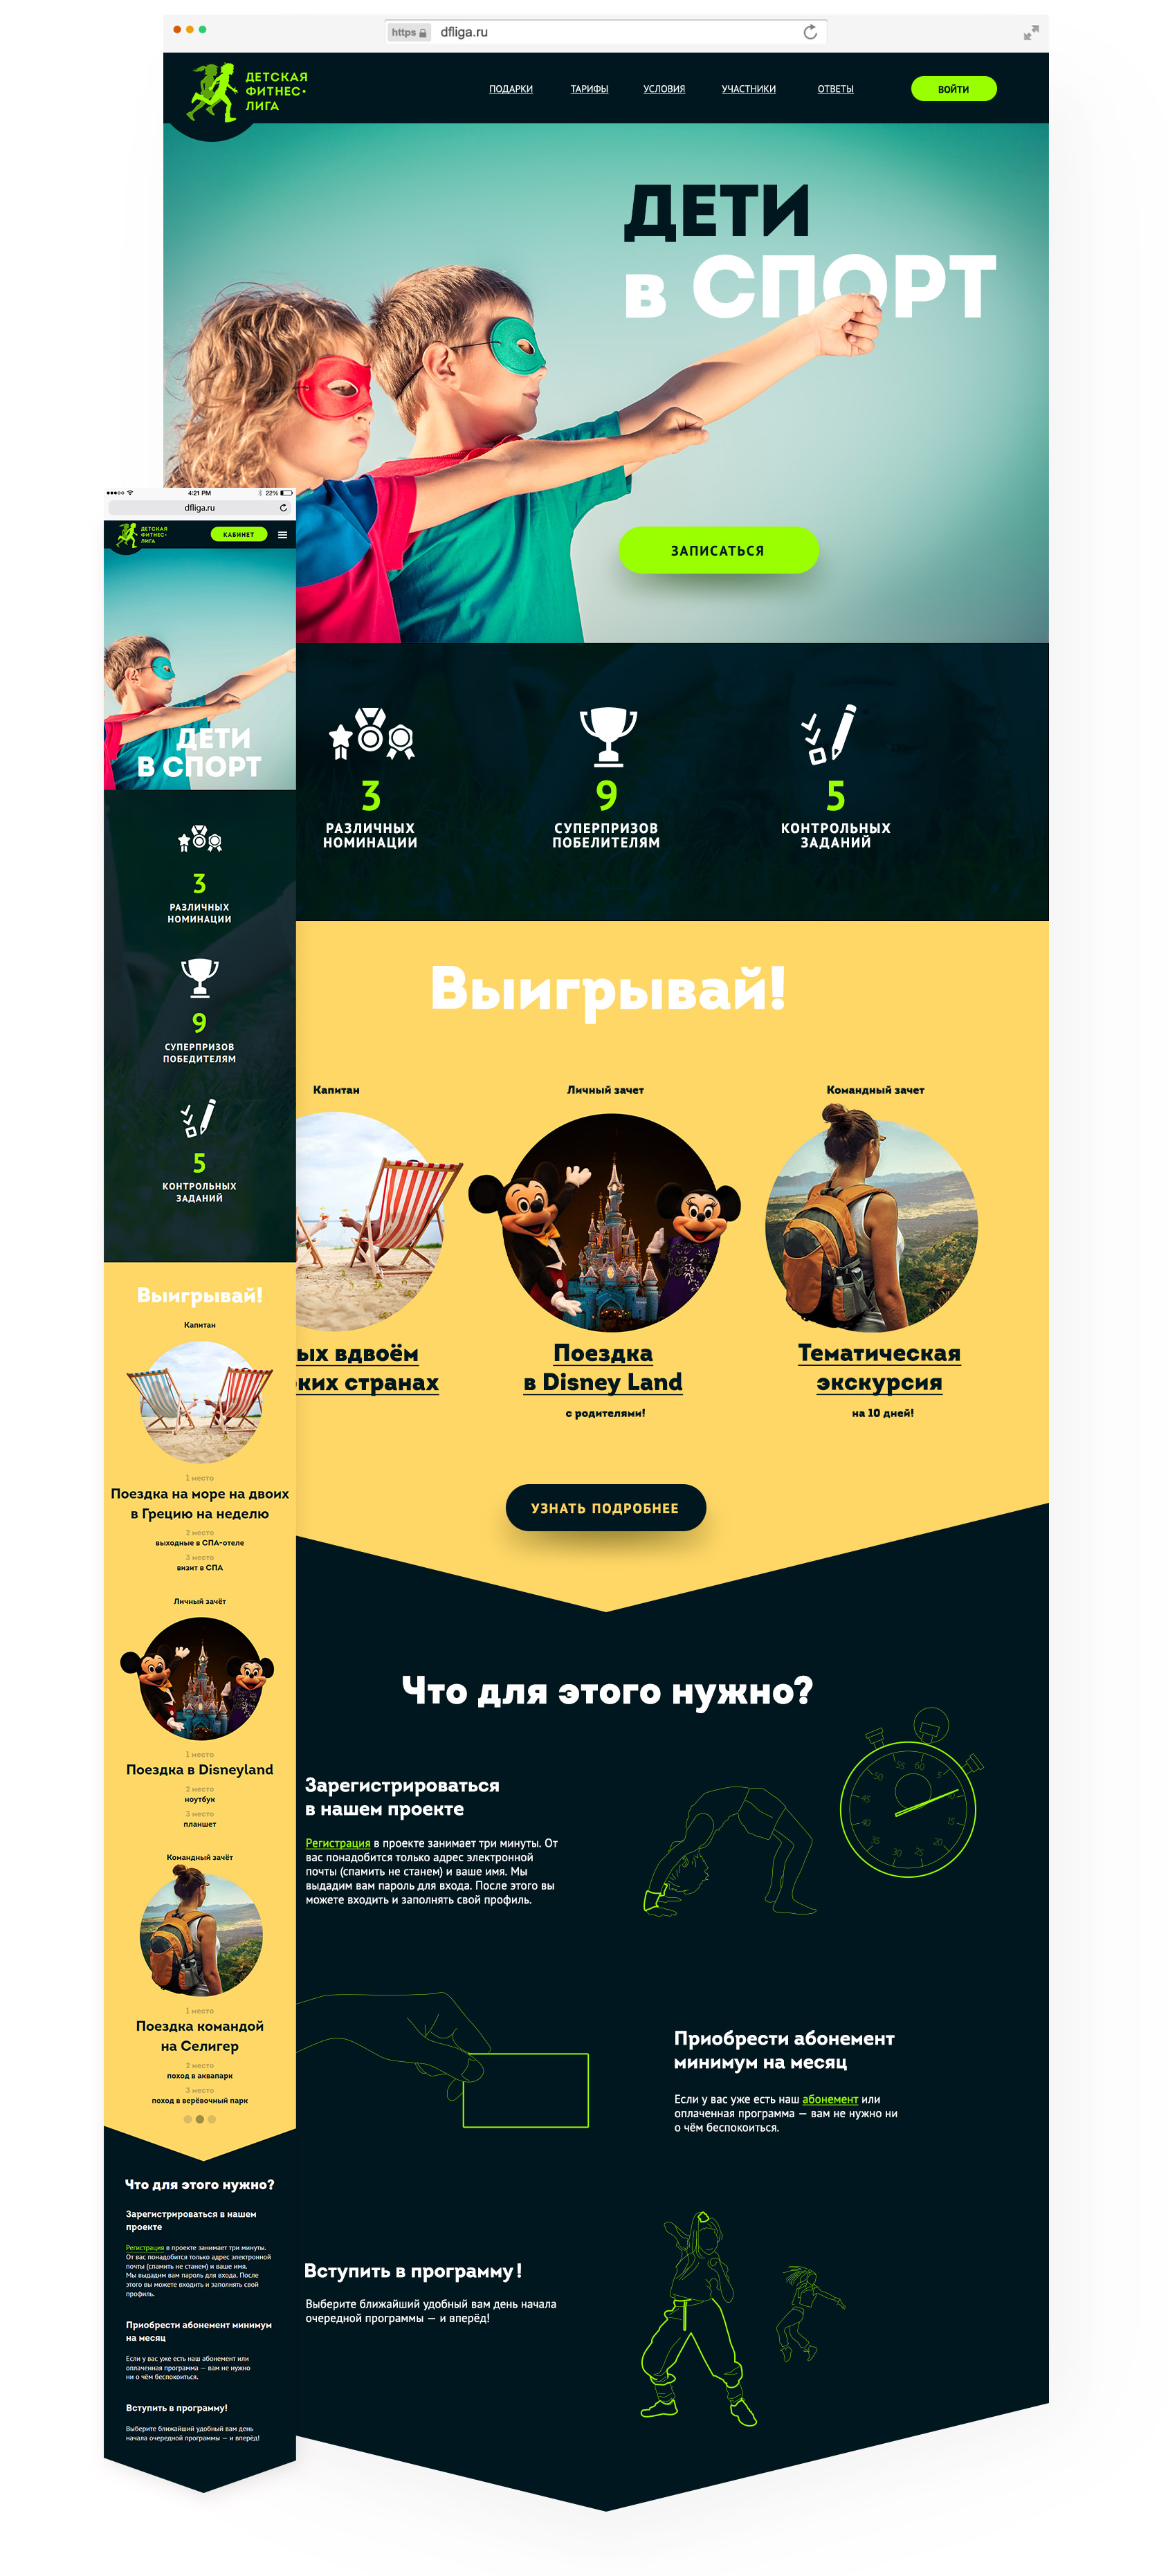 https dfliga.ru
ДЕТСКАЯ
ФИТНЕС•
ЛИГА
ПОДАРКИ ТАРИФЫ УСЛОВИЯ УЧАСТНИКИ ОТВЕТЫ ВОЙТИ
ДЕТИ
в СПОРТ
ЗАПИСАТЬСЯ
3
РАЗЛИЧНЫХ
НОМИНАЦИИ
9
СУПЕРПРИЗОВ
ПОБЕЛИТЕЛЯМ
5
КОНТРОЛЬНЫХ
ЗАДАНИЙ
Выигрывай!
Капитан
ых вдвоём
ких странах
Личный зачет
Поездка
в Disney Land
с родителями!
Командный зачет
Тематическая
экскурсия
на 10 дней!
УЗНАТЬ ПОДРОБНЕЕ
Что для этого нужно?
Зарегистрироваться
в нашем проекте
Регистрация в проекте занимает три минуты. От
вас понадобится только адрес электронной
почты (спамить не станем) и ваше имя. Мы
выдадим вам пароль для входа. После этого вы
можете входить и заполнять свой профиль.
60
5
15
20
25
30
35
40
45
50
Приобрести абонемент
минимум на месяц
Если у вас уже есть наш абонемент или
оплаченная программа — вам не нужно ни
о чём беспокоиться.
Вступить в программу!
Выберите ближайший удобный вам день начала
очередной программы — и вперёд!
4:21 PM 22%
dfliga.ru
ДЕТСКАЯ
ФИТНЕС•
ЛИГА
КАБИНЕТ
ДЕТИ
В СПОРТ
3
РАЗЛИЧНЫХ
НОМИНАЦИИ
9
СУПЕРПРИЗОВ
ПОБЕДИТЕЛЯМ
5
КОНТРОЛЬНЫХ
ЗАДАНИЙ
Выигрывай!
Капитан
1 место
Поездка на море на двоих
в Грецию на неделю
2 место
выходные в СПА-отеле
3 место
визит в СПА
Личный зачёт
1 место
Поездка в Disneyland
2 место
ноутбук
3 место
планшет
Командный зачёт
1 место
Поездка командой
на Селигер
2 место
поход в аквапарк
3 место
поход в верёвочный парк
Что для этого нужно?
Зарегистрироваться в нашем
проекте
Регистрация в проекте занимает три минуты.
От вас понадобится только адрес электронной
почты (спамить не станем) и ваше имя.
Мы выдадим вам пароль для входа. После
этого вы можете входить и заполнять свой
профиль.
Приобрести абонемент минимум
на месяц
Если у вас уже есть наш абонемент или
оплаченная программа — вам не нужно
ни о чём беспокоиться.
Вступить в программу!
Выберите ближайший удобный вам день
начала очередной программы — и вперёд!